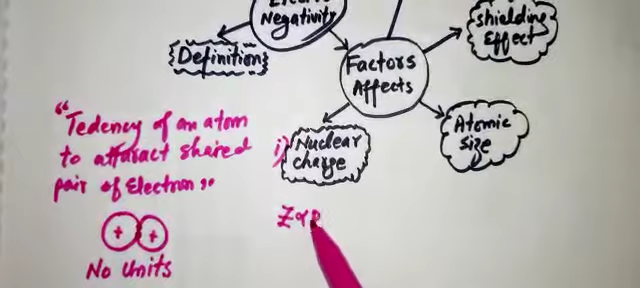 Negativity
Definition
Factors
Affects
shielding
Effect
"Tedency of an atom
to atturact shared
pair of Electron"
i)
Nuclear
charge
Atomic
size
No Units